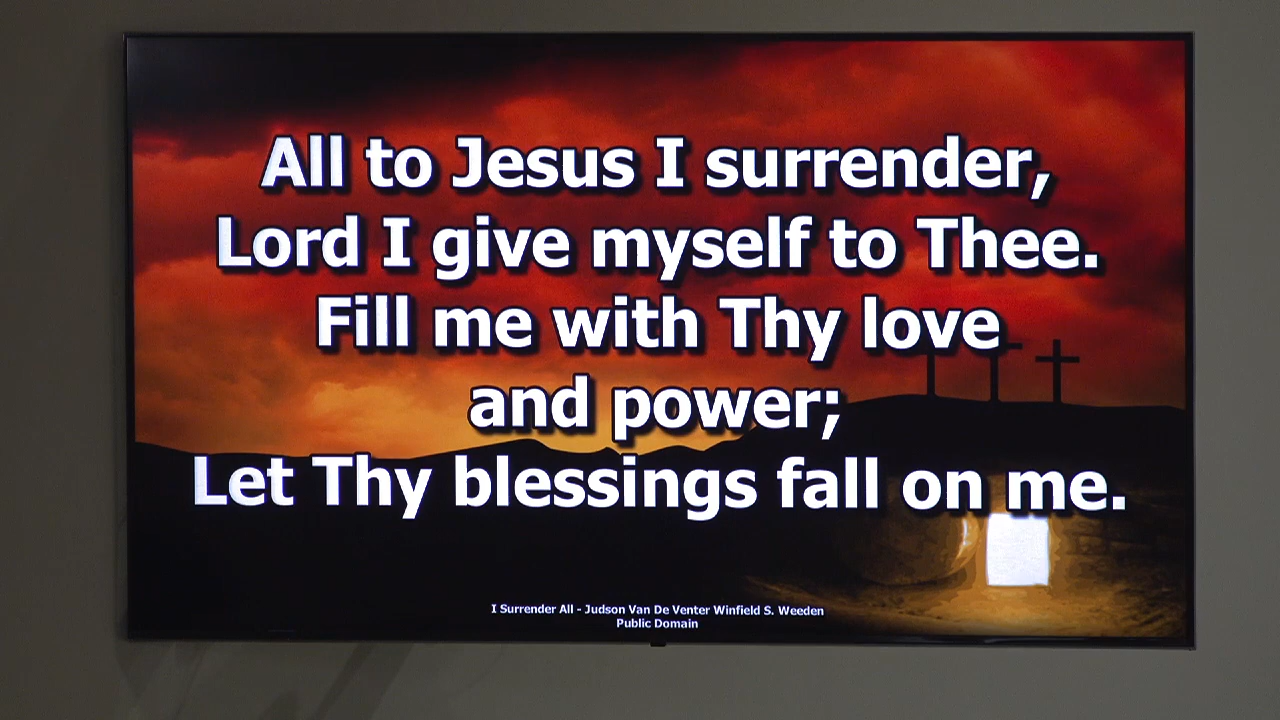 All to Jesus I surrender,
Lord I give myself to Thee.
Fill me with Thy love
and power;
Let Thy blessings fall on me.
I Surrender All - Judson Van De Venter Winfield S. Weeden
Public Domain